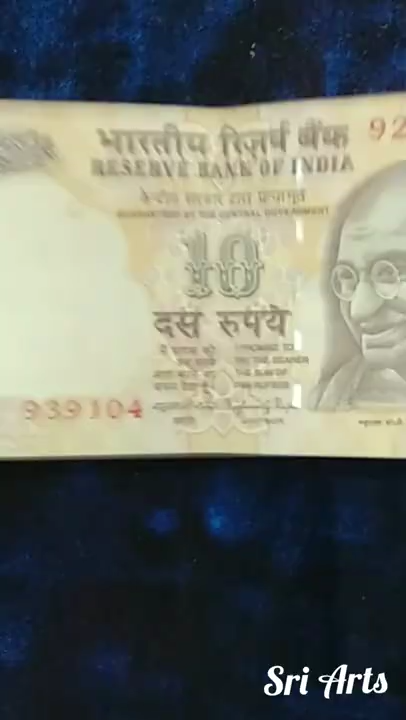 भारतीय रिज़र्व बैंक
92
RESERVE BANK OF INDIA
केन्द्रीय सरकार द्वारा प्रत्याभूत
GUARANTEED BY THE CENTRAL GOVERNMENT
10
दस रुपये
I PROMISE TO
PAY THE BEARER
THE SUM OF
TEN RUPEES
939104
Sri Arts